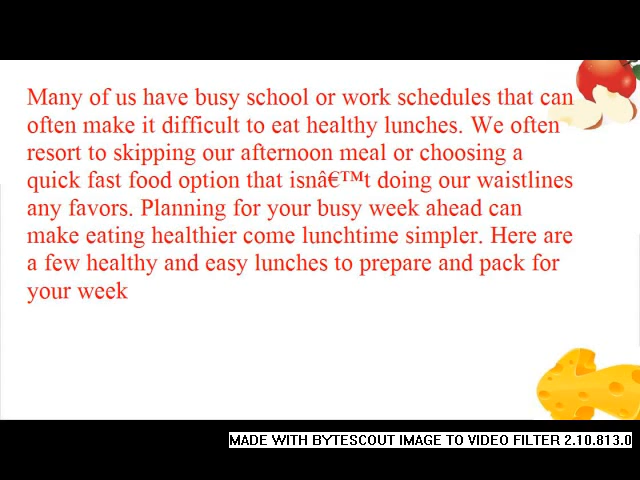 Many of us have busy school or work schedules that can
often make it difficult to eat healthy lunches. We often
resort to skipping our afternoon meal or choosing a
quick fast food option that isnâ€™t doing our waistlines
any favors. Planning for your busy week ahead can
make eating healthier come lunchtime simpler. Here are
a few healthy and easy lunches to prepare and pack for
your week
MADE WITH BYTESCOUT IMAGE TO VIDEO FILTER 2.10.813.0